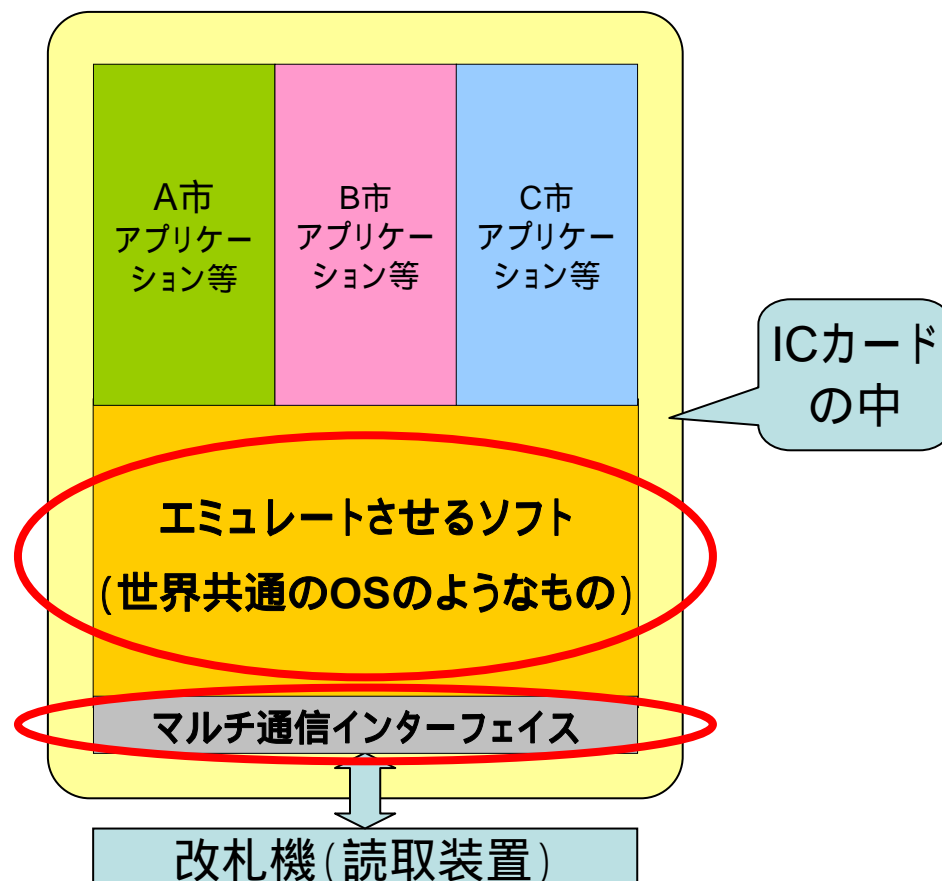 A市
アプリケー
ション等
B市
アプリケー
ション等
C市
アプリケー
ション等
ICカード
の中
エミュレートさせるソフト
(世界共通のOSのようなもの)
マルチ通信インターフェイス
改札機(読取装置)